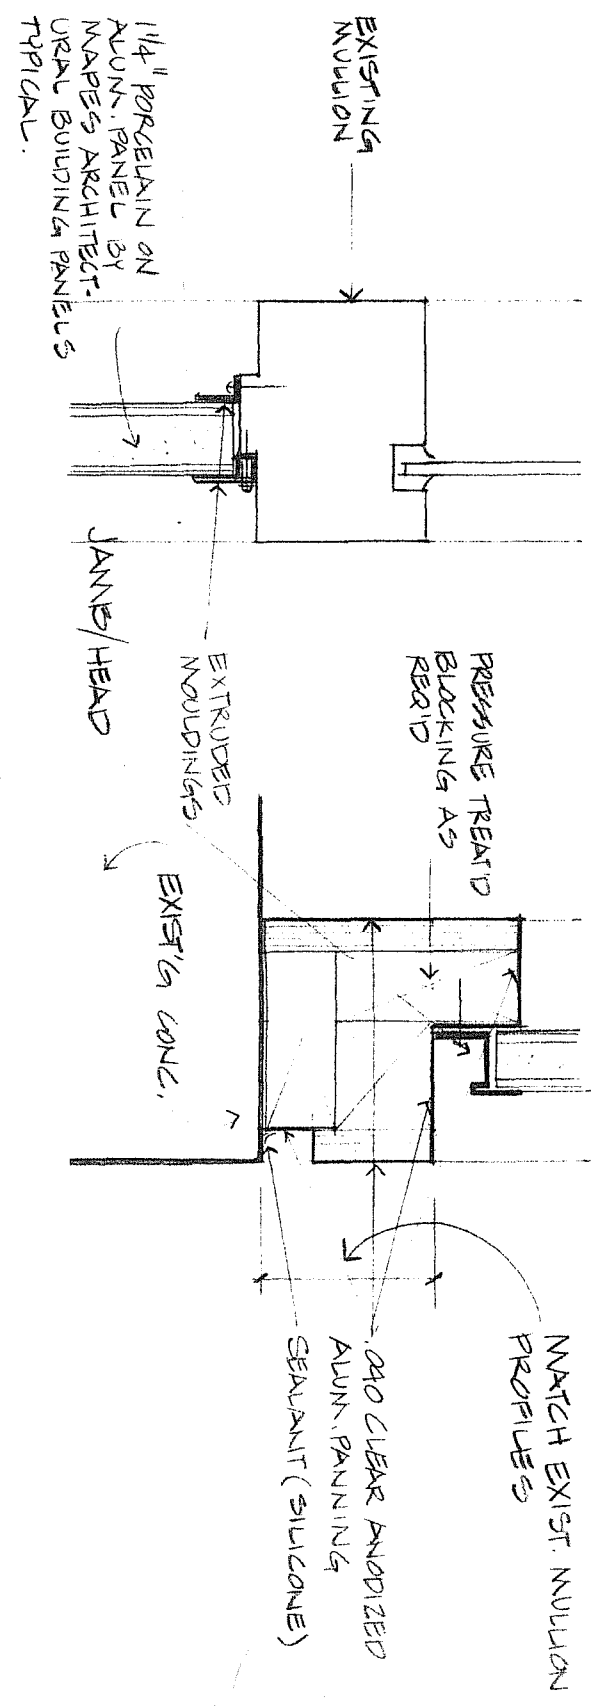 EXISTING
MULLION
1 1/4" PORCELAIN ON
ALUM. PANEL BY
MAPES ARCHITECT-
URAL BUILDING PANELS
TYPICAL.
JAMB/HEAD
PRESSURE TREAT'D
BLOCKING AS
REQ'D
EXTRUDED
MOULDINGS
EXIST'G CONC.
MATCH EXIST. MULLION
PROFILES
.040 CLEAR ANODIZED
ALUM. PANNING
SEALANT (SILICONE)